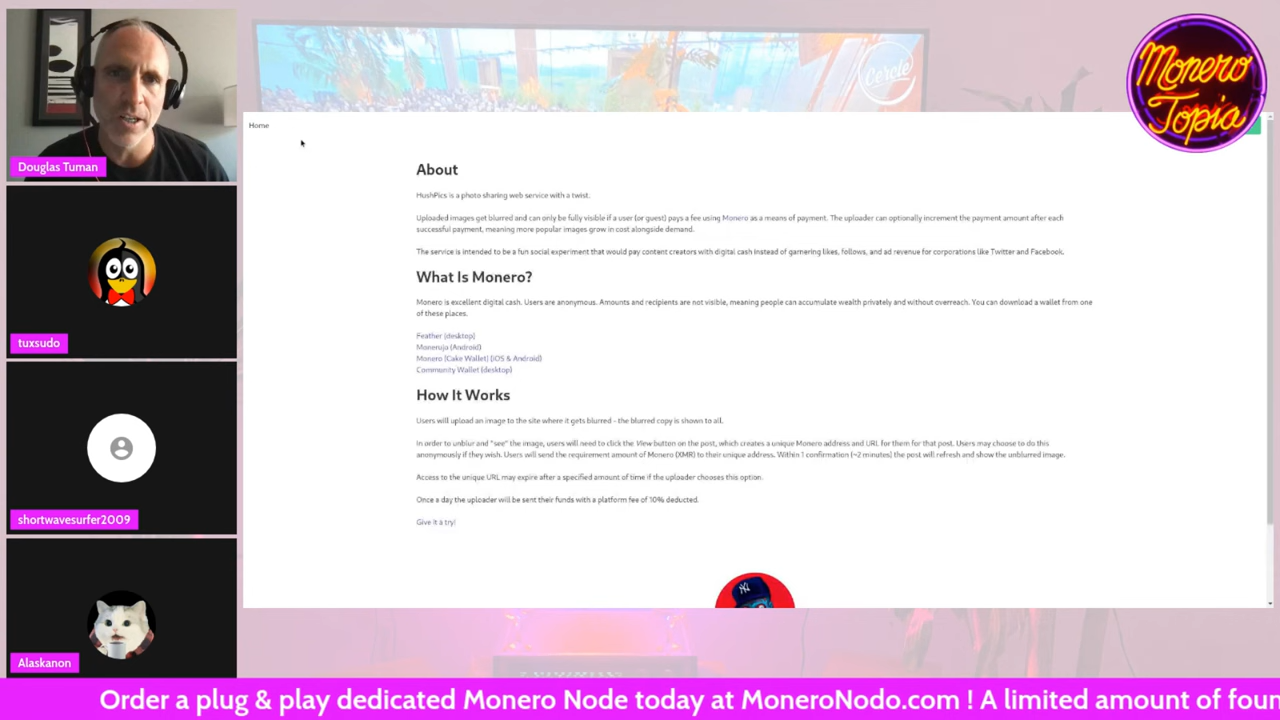 Monero
Topia
Cercle
Home
Douglas Tuman
About
HushPics is a photo sharing web service with a twist.
Uploaded images get blurred and can only be fully visible if a user (or guest) pays a fee using Monero as a means of payment. The uploader can optionally increment the payment amount after each
successful payment, meaning more popular images grow in cost alongside demand.
The service is intended to be a fun social experiment that would pay content creators with digital cash instead of garnering likes, follows, and ad revenue for corporations like Twitter and Facebook.
What Is Monero?
Monero is excellent digital cash. Users are anonymous. Amounts and recipients are not visible, meaning people can accumulate wealth privately and without overreach. You can download a wallet from one
of these places.
Feather (desktop)
Moneruja (Android)
Monero (Cake Wallet) (iOS & Android)
Community Wallet (desktop)
tuxsudo
How It Works
Users will upload an image to the site where it gets blurred - the blurred copy is shown to all.
In order to unblur and "see" the image, users will need to click the View button on the post, which creates a unique Monero address and URL for them for that post. Users may choose to do this
anonymously if they wish. Users will send the requirement amount of Monero (XMR) to their unique address. Within 1 confirmation (~2 minutes) the post will refresh and show the unblurred image.
Access to the unique URL may expire after a specified amount of time if the uploader chooses this option.
Once a day the uploader will be sent their funds with a platform fee of 10% deducted.
Give it a try!
shortwavesurfer2009
Alaskanon
Order a plug & play dedicated Monero Node today at MoneroNodo.com ! A limited amount of four